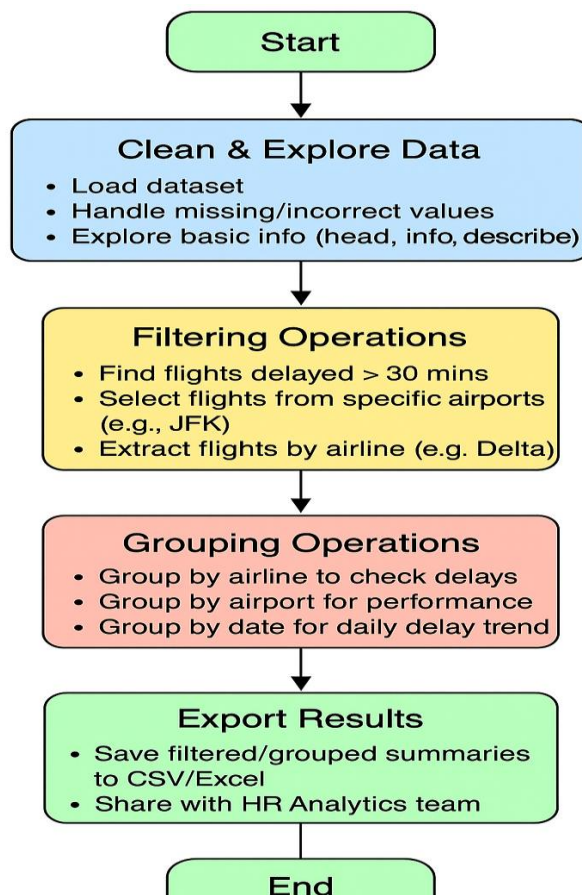 Start
Clean & Explore Data
• Load dataset
• Handle missing/incorrect values
• Explore basic info (head, info, describe)
Filtering Operations
• Find flights delayed > 30 mins
• Select flights from specific airports
(e.g., JFK)
• Extract flights by airline (e.g. Delta)
Grouping Operations
• Group by airline to check delays
• Group by airport for performance
• Group by date for daily delay trend
Export Results
• Save filtered/grouped summaries
to CSV/Excel
• Share with HR Analytics team
End